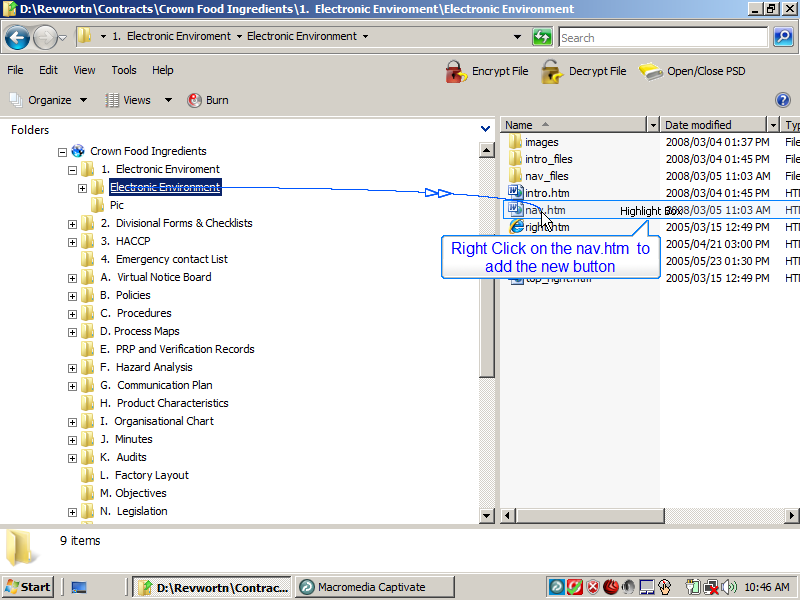 D:\Revwortn\Contracts\Crown Food Ingredients\1. Electronic Enviroment\Electronic Environment
1. Electronic Enviroment Electronic Environment
Search
File Edit View Tools Help
Encrypt File Decrypt File Open/Close PSD
Organize Views Burn
Folders
Name Date modified Typ
Crown Food Ingredients
1. Electronic Enviroment
Electronic Environment
Pic
2. Divisional Forms & Checklists
3. HACCP
4. Emergency contact List
A. Virtual Notice Board
B. Policies
C. Procedures
D. Process Maps
E. PRP and Verification Records
F. Hazard Analysis
G. Communication Plan
H. Product Characteristics
I. Organisational Chart
J. Minutes
K. Audits
L. Factory Layout
M. Objectives
N. Legislation
images 2008/03/04 01:37 PM File
intro_files 2008/03/04 01:45 PM File
nav_files 2008/03/05 11:03 AM File
intro.htm 2008/03/04 01:45 PM HT
nav.htm 2008/03/05 11:03 AM HT
Highlight Box
right.htm 2005/03/15 12:49 PM HT
2005/04/21 03:00 PM HT
2005/05/23 01:30 PM HT
top_right.htm 2005/03/15 12:49 PM HT
Right Click on the nav.htm to
add the new button
9 items
Start D:\Revwortn\Contrac... Macromedia Captivate 10:46 AM